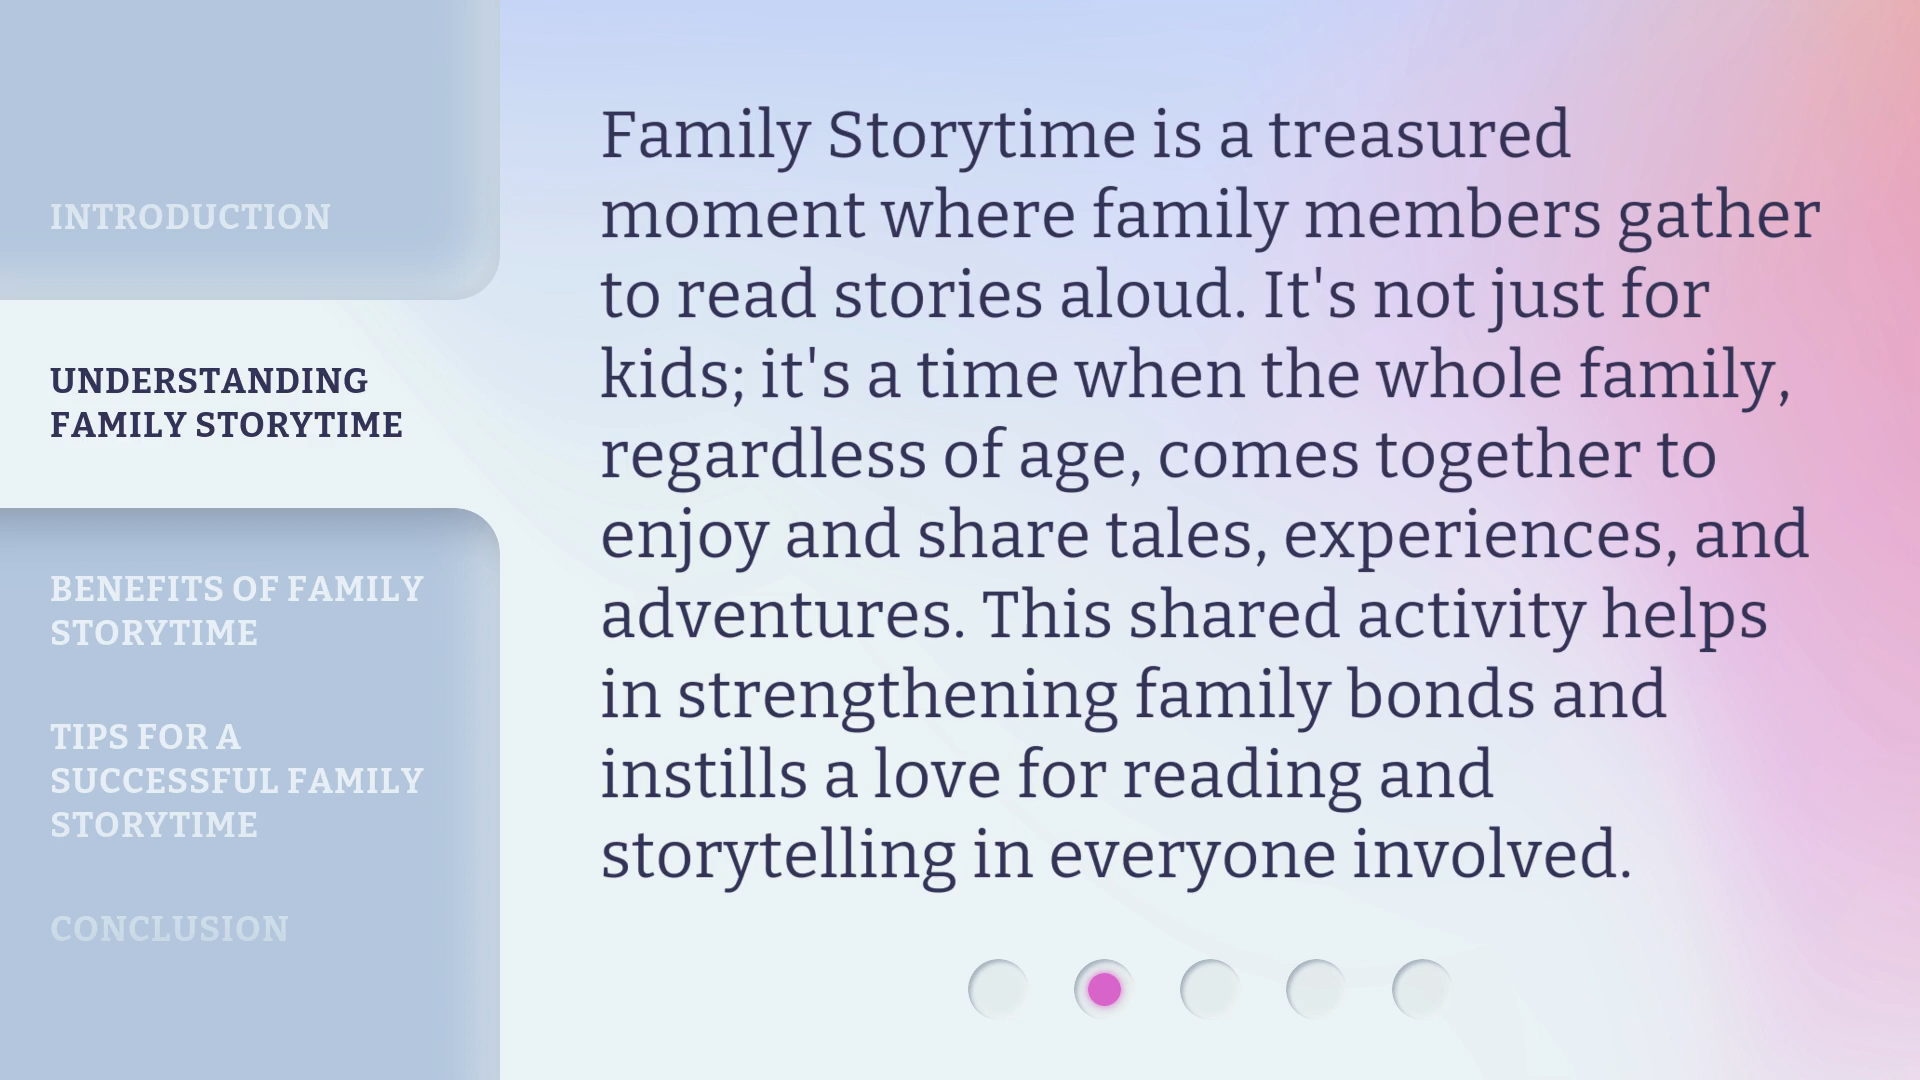 INTRODUCTION
UNDERSTANDING
FAMILY STORYTIME
BENEFITS OF FAMILY
STORYTIME
TIPS FOR A
SUCCESSFUL FAMILY
STORYTIME
CONCLUSION
Family Storytime is a treasured
moment where family members gather
to read stories aloud. It's not just for
kids; it's a time when the whole family,
regardless of age, comes together to
enjoy and share tales, experiences, and
adventures. This shared activity helps
in strengthening family bonds and
instills a love for reading and
storytelling in everyone involved.